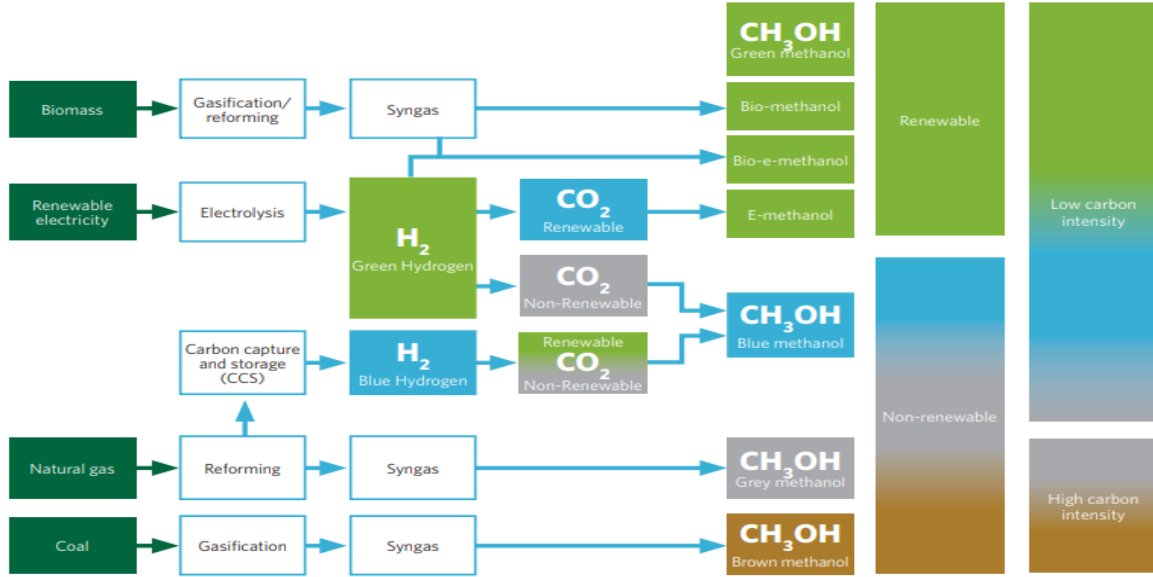 CH3OH
Green methanol
Biomass
Gasification/
reforming
Syngas
Bio-methanol
Renewable
Bio-e-methanol
Renewable
electricity
Electrolysis
H2
Green Hydrogen
CO2
Renewable
E-methanol
Low carbon
intensity
CO2
Non-Renewable
CH3OH
Blue methanol
Carbon capture
and storage
(CCS)
H2
Blue Hydrogen
Renewable
CO2
Non-Renewable
Non-renewable
Natural gas
Reforming
Syngas
CH3OH
Grey methanol
High carbon
intensity
Coal
Gasification
Syngas
CH3OH
Brown methanol